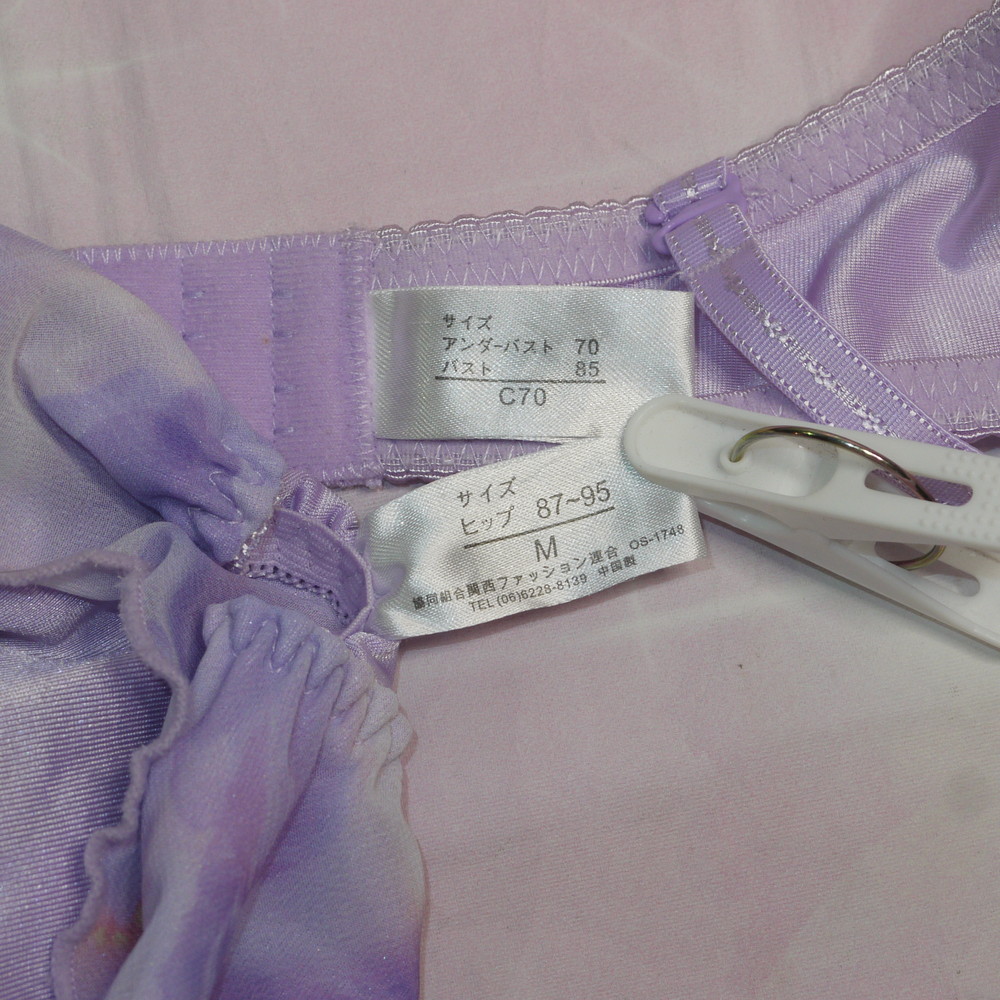 サイズ
アンダーバスト 70
バスト 85
C70
サイズ
ヒップ 87~95
M
協同組合関西ファッション連合 OS-1748
TEL(06)6228-8139 中国製